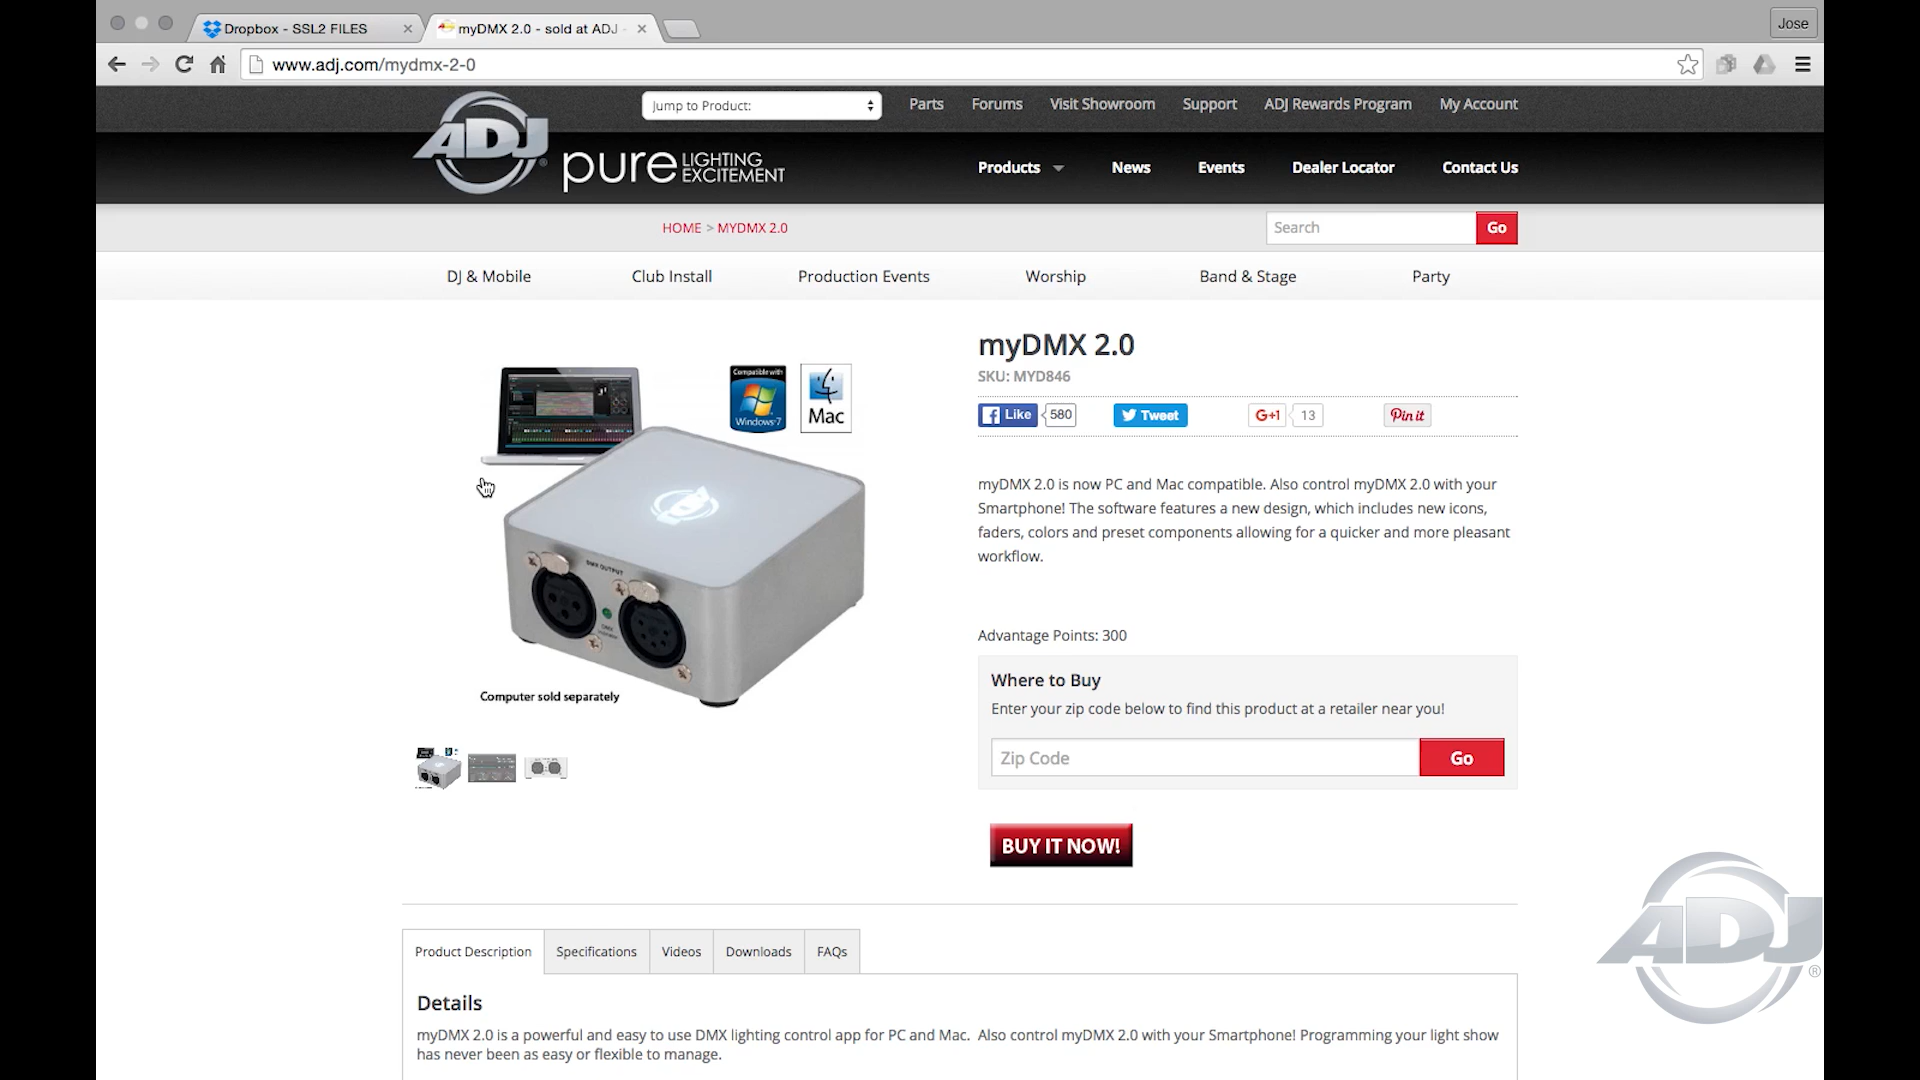 Dropbox - SSL2 FILES
myDMX 2.0 - sold at ADJ
Jose
www.adj.com/mydmx-2-0
Jump to Product:
Parts
Forums
Visit Showroom
Support
ADJ Rewards Program
My Account
ADJ
pure LIGHTING
EXCITEMENT
Products
News
Events
Dealer Locator
Contact Us
HOME > MYDMX 2.0
Search
Go
DJ & Mobile
Club Install
Production Events
Worship
Band & Stage
Party
myDMX 2.0
SKU: MYD846
Like
580
Tweet
G+1
13
Pin it
Compatible with
Windows 7
Mac
DMX OUTPUT
Computer sold separately
myDMX 2.0 is now PC and Mac compatible. Also control myDMX 2.0 with your
Smartphone! The software features a new design, which includes new icons,
faders, colors and preset components allowing for a quicker and more pleasant
workflow.
Advantage Points: 300
Where to Buy
Enter your zip code below to find this product at a retailer near you!
Zip Code
Go
BUY IT NOW!
ADJ
®
Product Description
Specifications
Videos
Downloads
FAQs
Details
myDMX 2.0 is a powerful and easy to use DMX lighting control app for PC and Mac. Also control myDMX 2.0 with your Smartphone! Programming your light show
has never been as easy or flexible to manage.